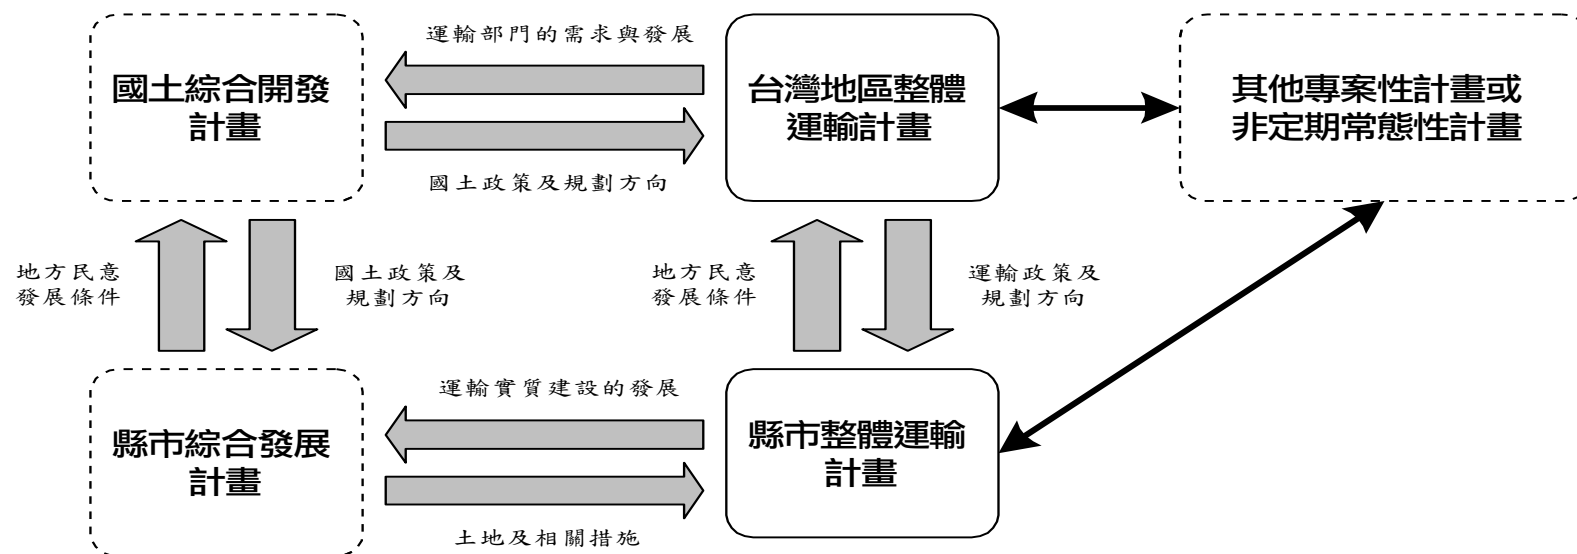 運輸部門的需求與發展
國土綜合開發
計畫
台灣地區整體
運輸計畫
其他專案性計畫或
非定期常態性計畫
國土政策及規劃方向
地方民意
發展條件
國土政策及
規劃方向
地方民意
發展條件
運輸政策及
規劃方向
運輸實質建設的發展
縣市綜合發展
計畫
縣市整體運輸
計畫
土地及相關措施